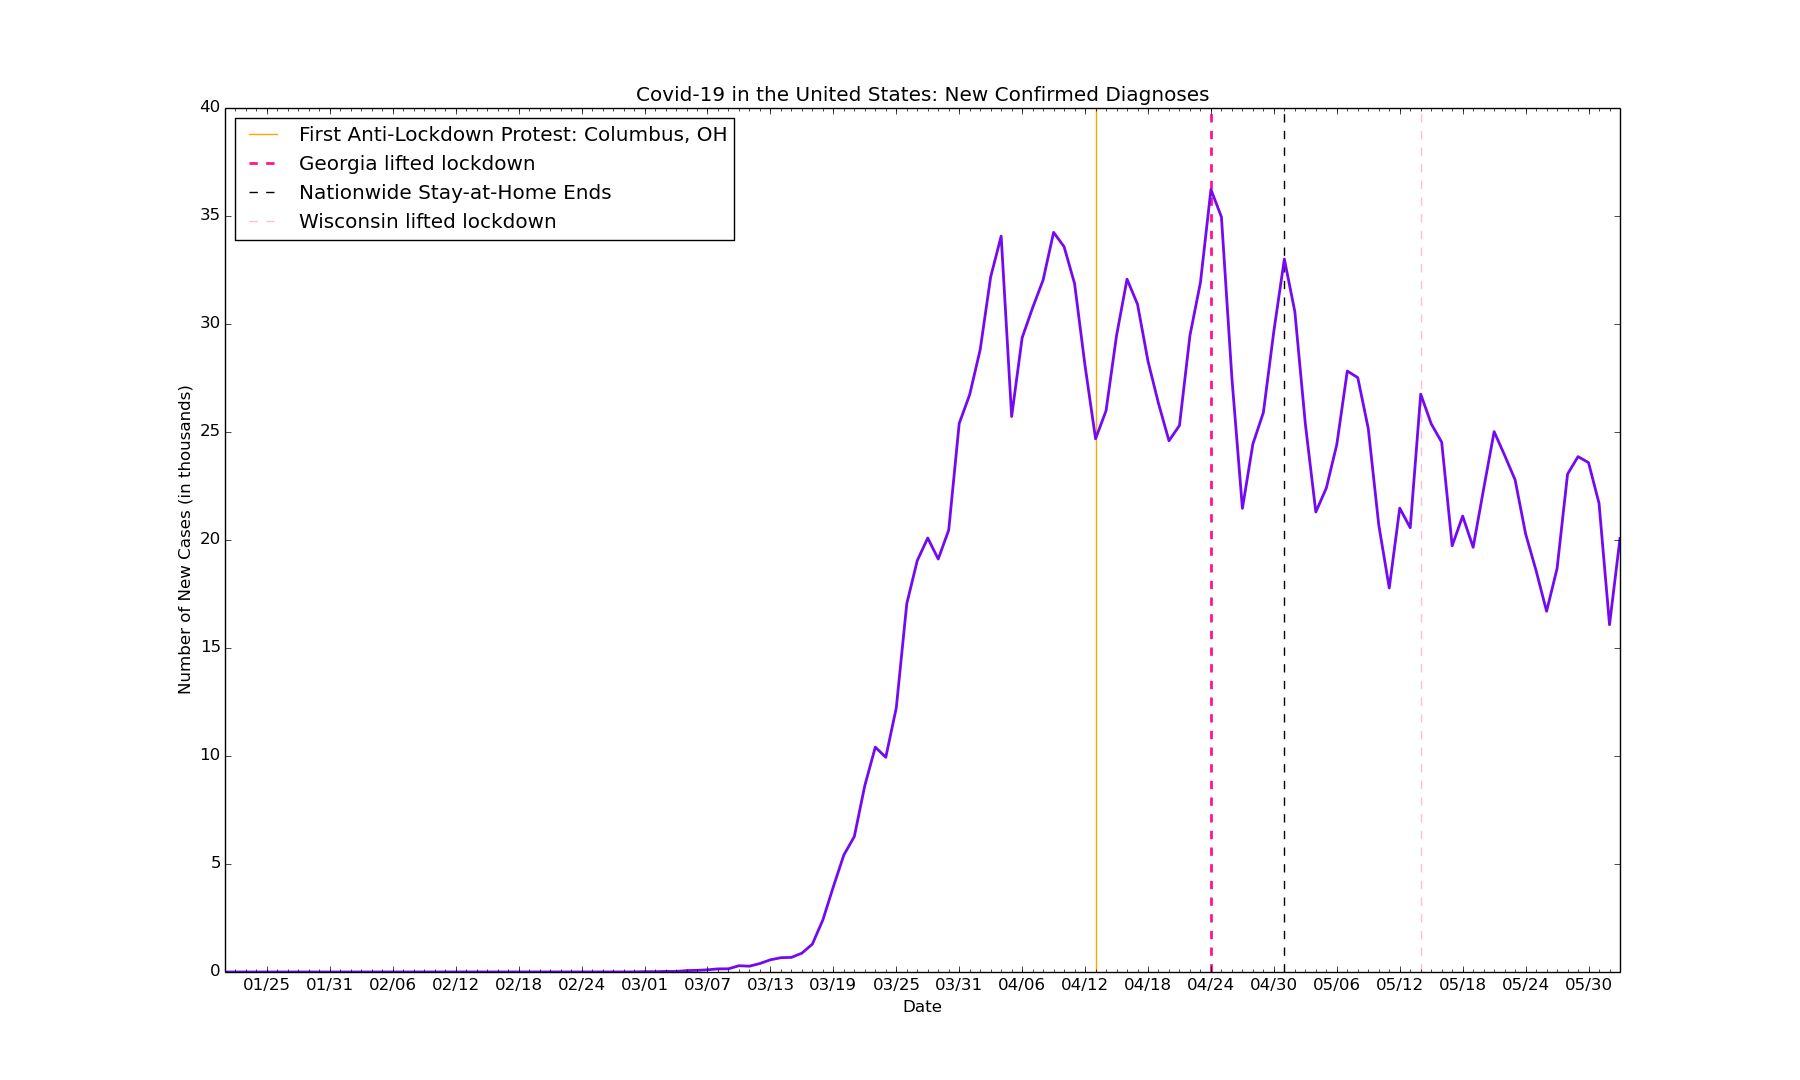 Covid-19 in the United States: New Confirmed Diagnoses
First Anti-Lockdown Protest: Columbus, OH
Georgia lifted lockdown
Nationwide Stay-at-Home Ends
Wisconsin lifted lockdown
40
35
30
25
20
15
10
5
0
Number of New Cases (in thousands)
01/25 01/31 02/06 02/12 02/18 02/24 03/01 03/07 03/13 03/19 03/25 03/31 04/06 04/12 04/18 04/24 04/30 05/06 05/12 05/18 05/24 05/30
Date